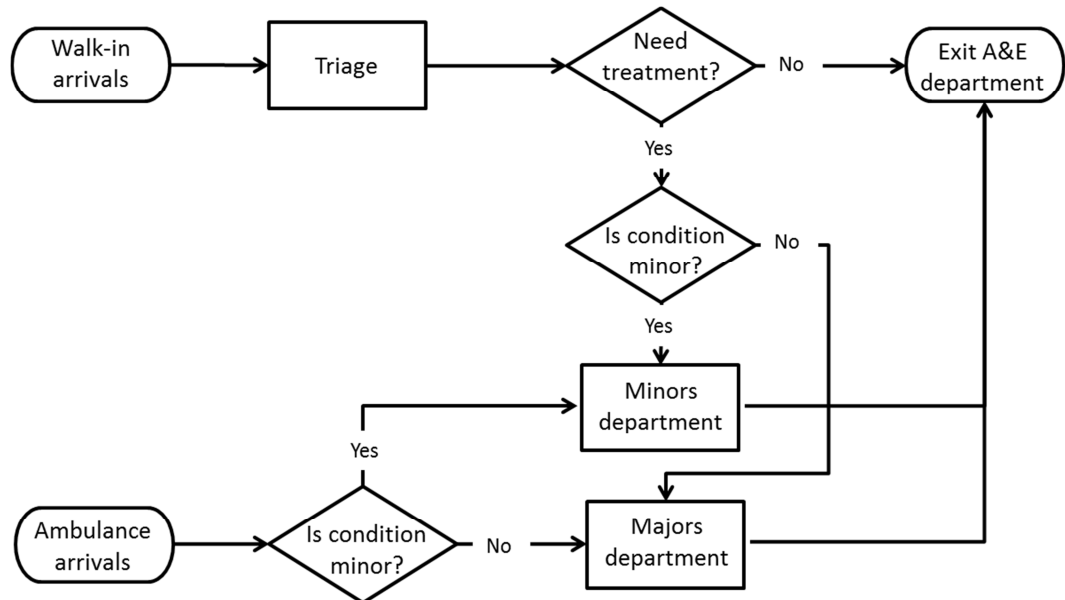 Walk-in
arrivals
Triage
Need
treatment?
No
Exit A&E
department
Yes
Is condition
minor?
No
Yes
Minors
department
Yes
Ambulance
arrivals
Is condition
minor?
No
Majors
department